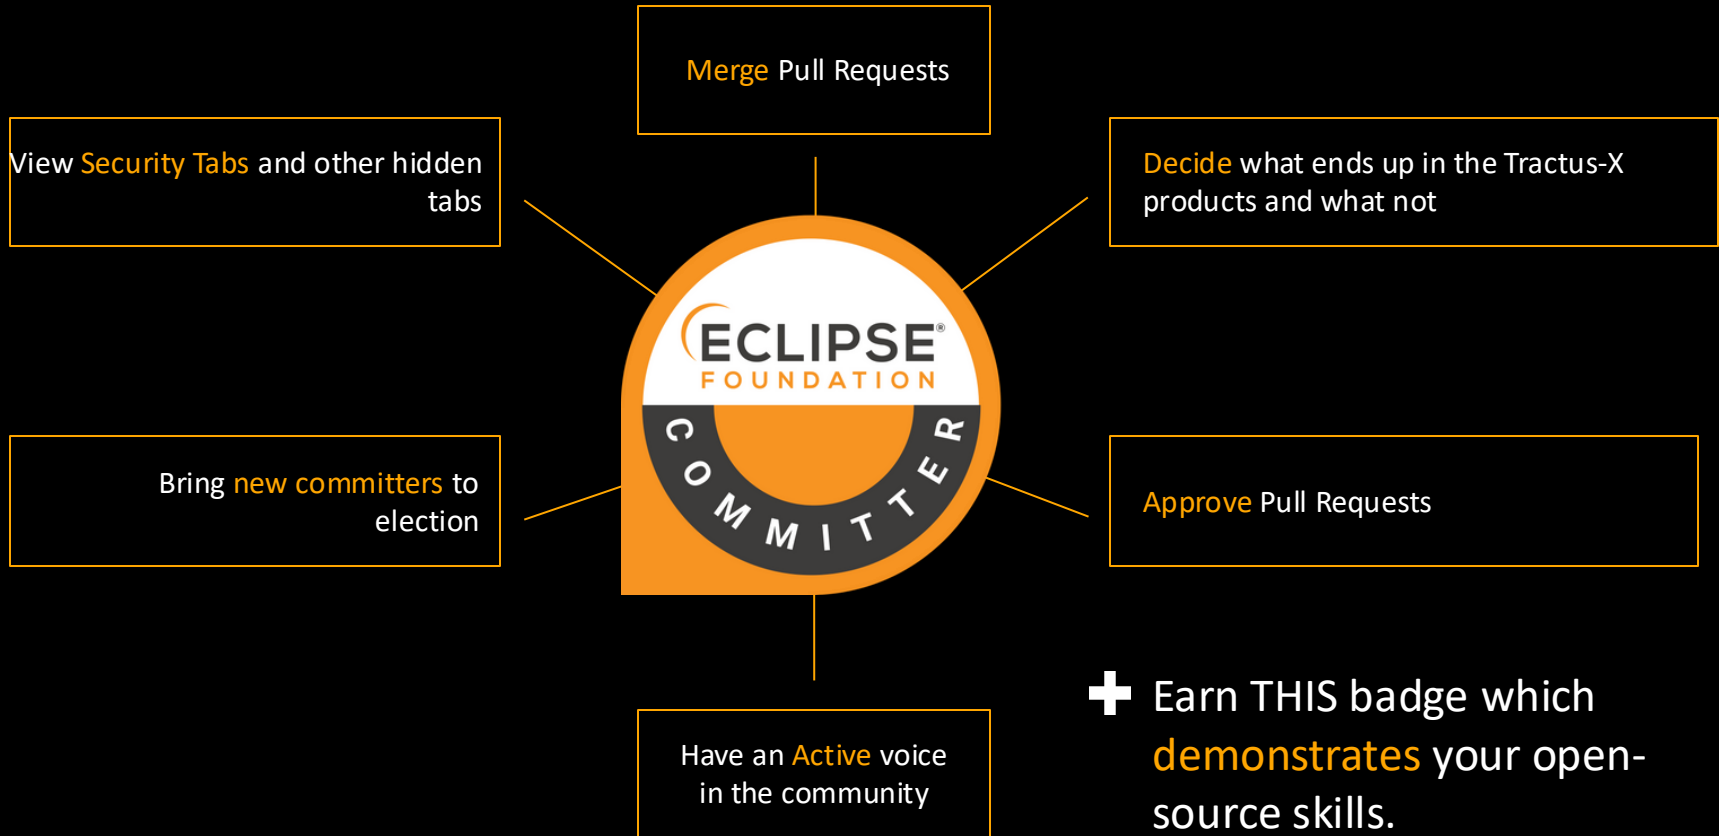 Merge Pull Requests
View Security Tabs and other hidden
tabs
Decide what ends up in the Tractus-X
products and what not
ECLIPSE®
FOUNDATION
COMMITTER
Bring new committers to
election
Approve Pull Requests
Have an Active voice
in the community
Earn THIS badge which
demonstrates your open-
source skills.